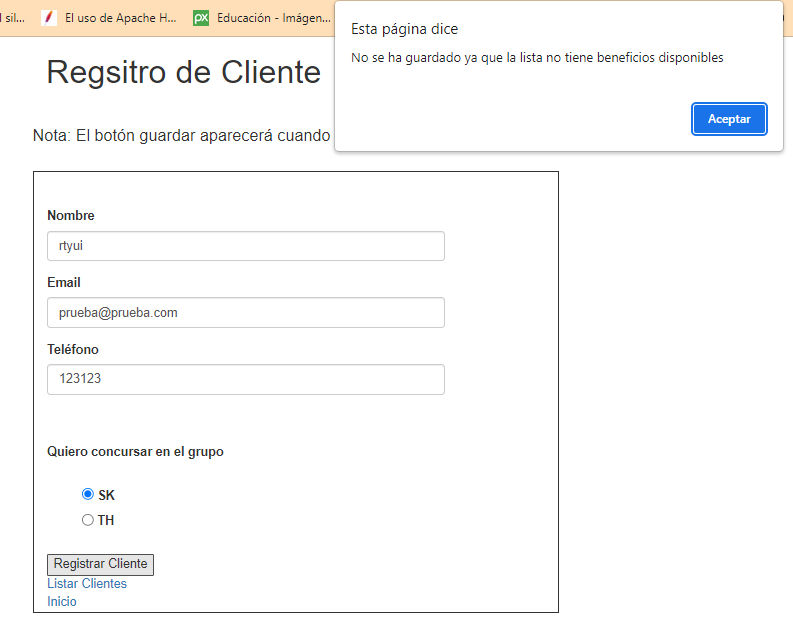 l sil...
El uso de Apache H...
px
Educación - Imágen...
Esta página dice
No se ha guardado ya que la lista no tiene beneficios disponibles
Aceptar
Regsitro de Cliente
Nota: El botón guardar aparecerá cuando
Nombre
rtyui
Email
prueba@prueba.com
Teléfono
123123
Quiero concursar en el grupo
SK
TH
Registrar Cliente
Listar Clientes
Inicio